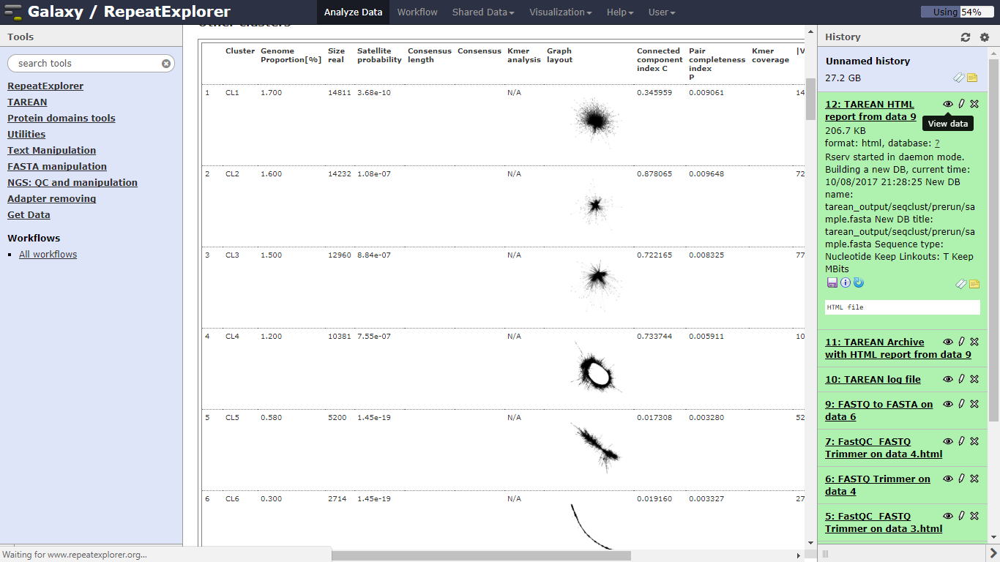 Galaxy / RepeatExplorer
Analyze Data
Workflow
Shared Data
Visualization
Help
User
Using 54%
Tools
search tools
RepeatExplorer
TAREAN
Protein domains tools
Utilities
Text Manipulation
FASTA manipulation
NGS: QC and manipulation
Adapter removing
Get Data
Workflows
All workflows
Other clusters
Cluster Genome Proportion[%] Size real Satellite probability Consensus length Consensus Kmer analysis Graph layout Connected component index C Pair completeness index P Kmer coverage |V
1 CL1 1.700 14811 3.68e-10 N/A 0.345959 0.009061 14
2 CL2 1.600 14232 1.08e-07 N/A 0.878065 0.009648 72
3 CL3 1.500 12960 8.84e-07 N/A 0.722165 0.008325 77
4 CL4 1.200 10381 7.55e-07 N/A 0.733744 0.005911 10
5 CL5 0.580 5200 1.45e-19 N/A 0.017308 0.003280 52
6 CL6 0.300 2714 1.45e-19 N/A 0.019160 0.003327 27
History
Unnamed history
27.2 GB
12: TAREAN HTML
report from data 9
View data
206.7 KB
format: html, database: ?
Rserv started in daemon mode.
Building a new DB, current time:
10/08/2017 21:28:25 New DB
name:
tarean_output/seqclust/prerun/sa
mple.fasta New DB title:
tarean_output/seqclust/prerun/sa
mple.fasta Sequence type:
Nucleotide Keep Linkouts: T Keep
MBits
HTML file
11: TAREAN Archive
with HTML report from data 9
10: TAREAN log file
9: FASTQ to FASTA on
data 6
7: FastQC_FASTQ
Trimmer on data 4.html
6: FASTQ Trimmer on
data 4
5: FastQC_FASTQ
Trimmer on data 3.html
Waiting for www.repeatexplorer.org...